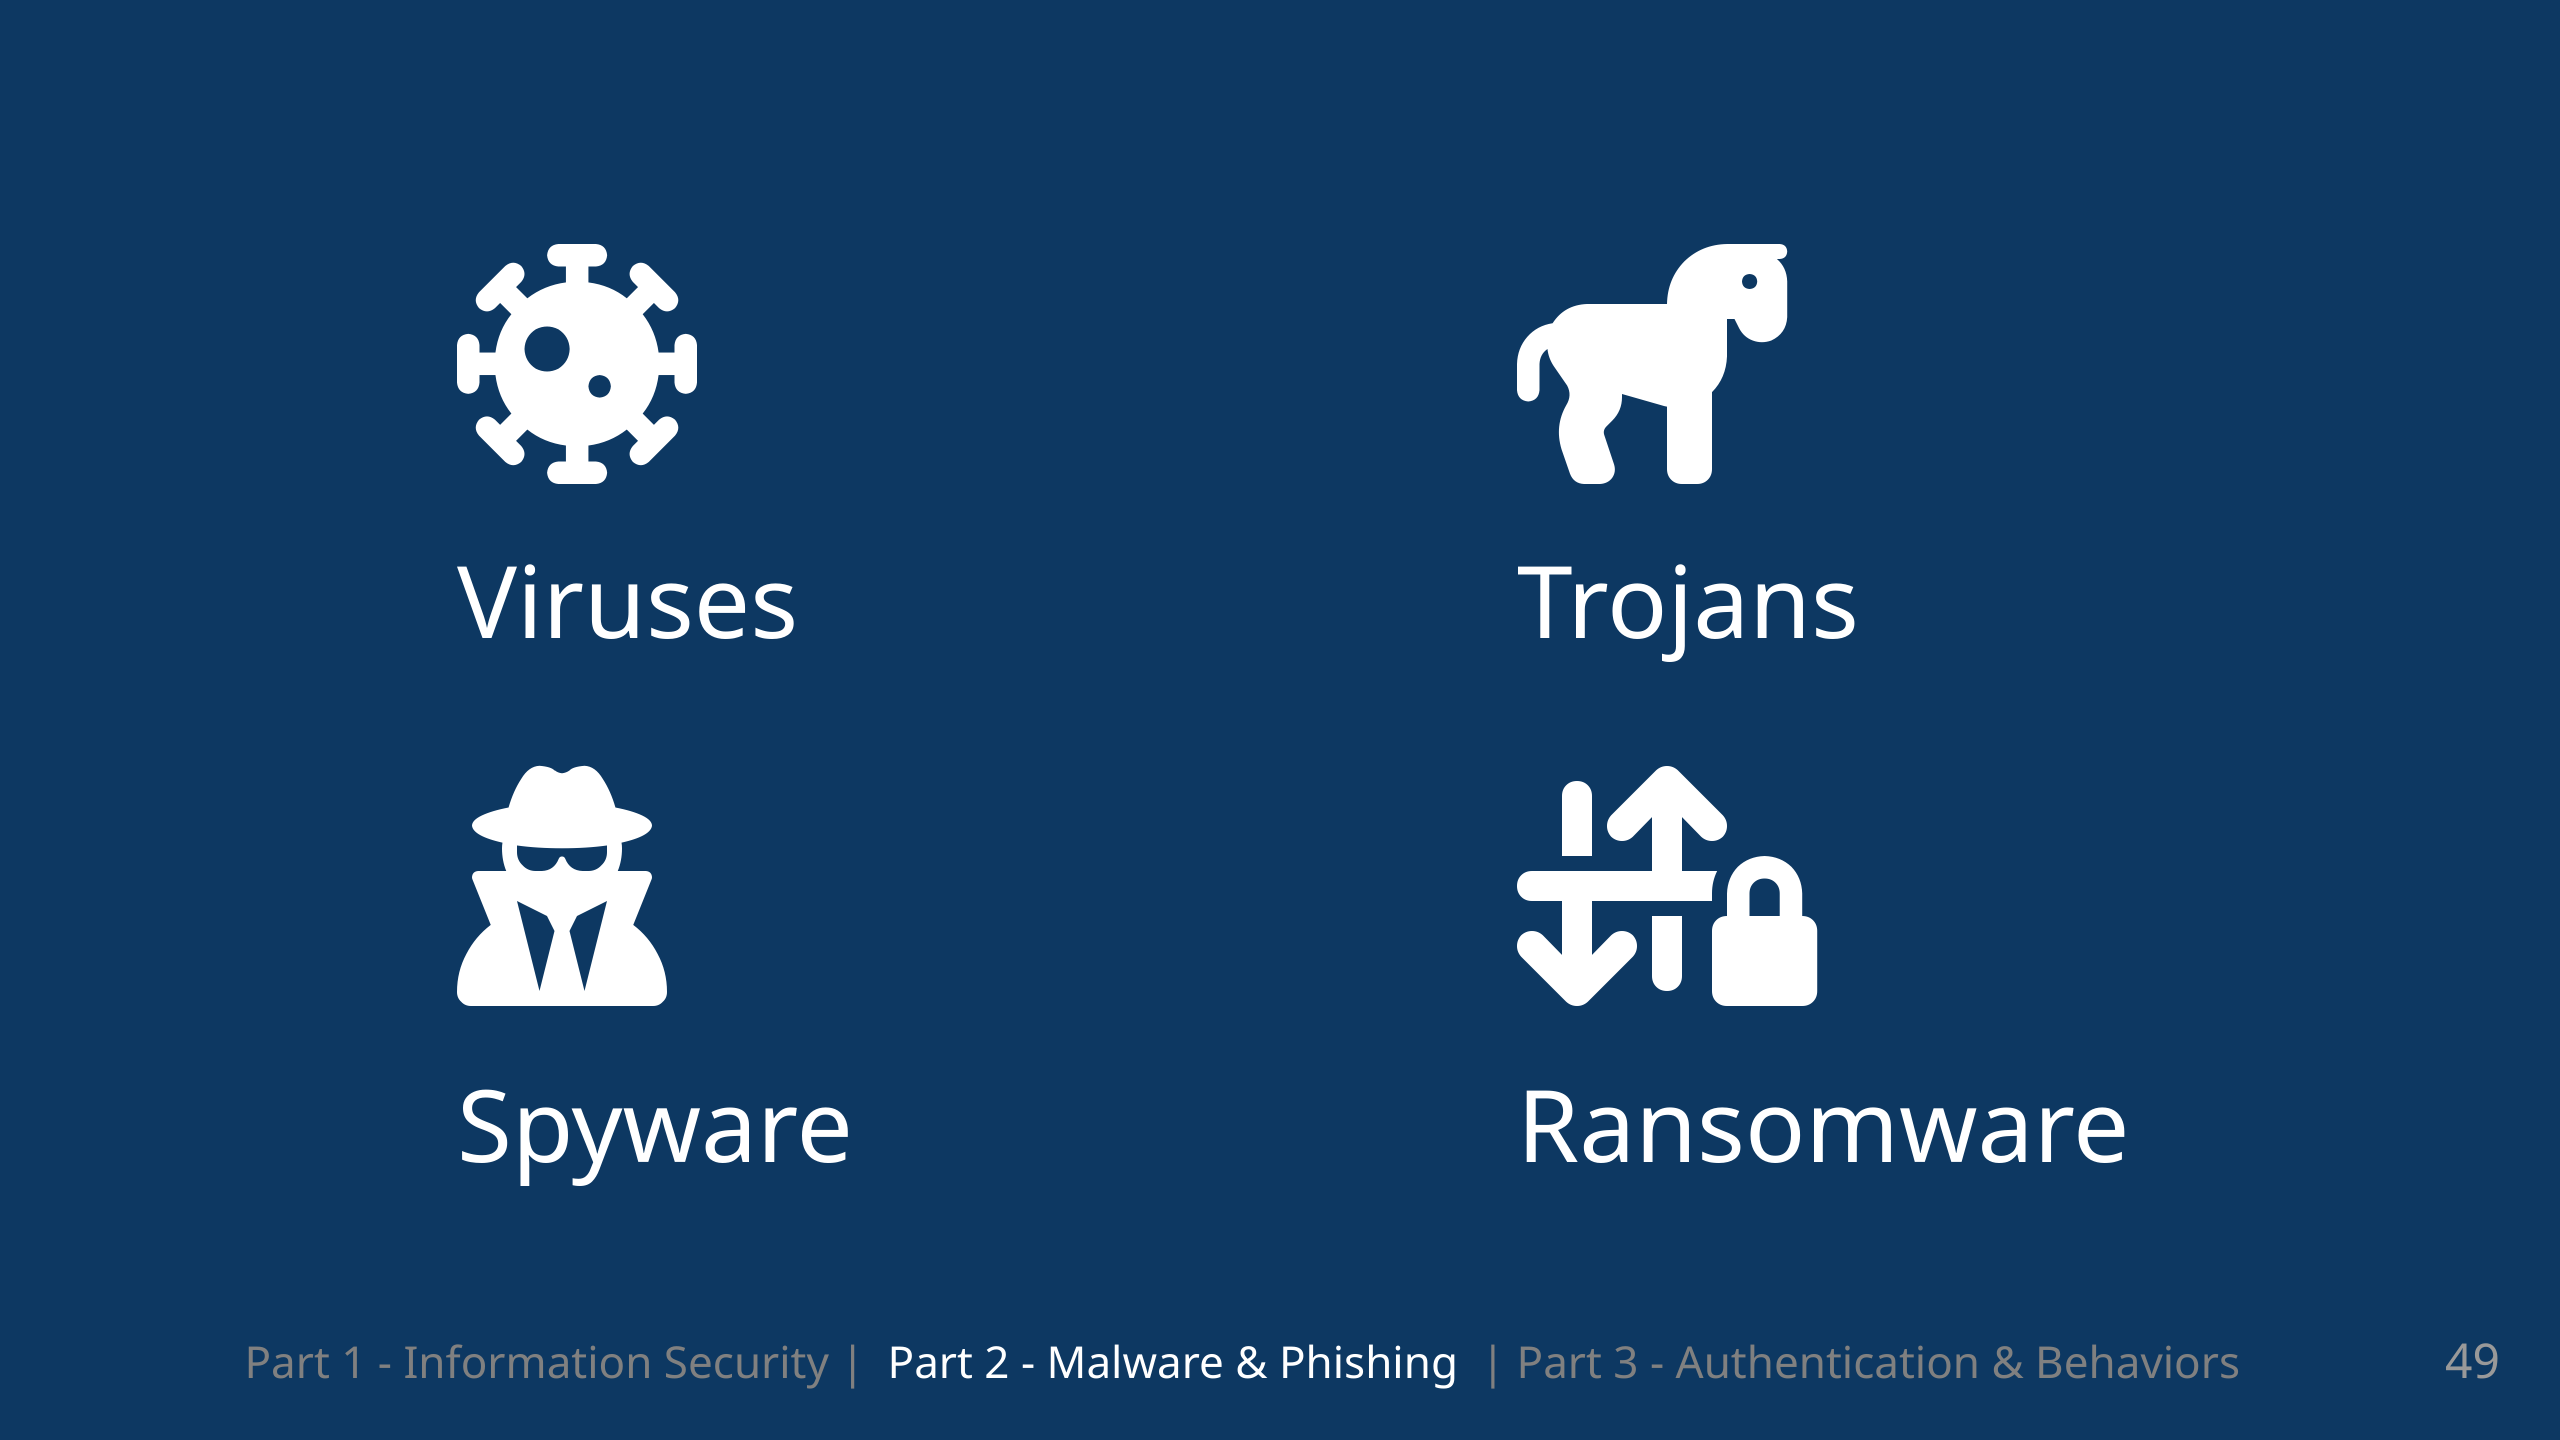 Viruses
Trojans
Spyware
Ransomware
Part 1 - Information Security | Part 2 - Malware & Phishing | Part 3 - Authentication & Behaviors
49